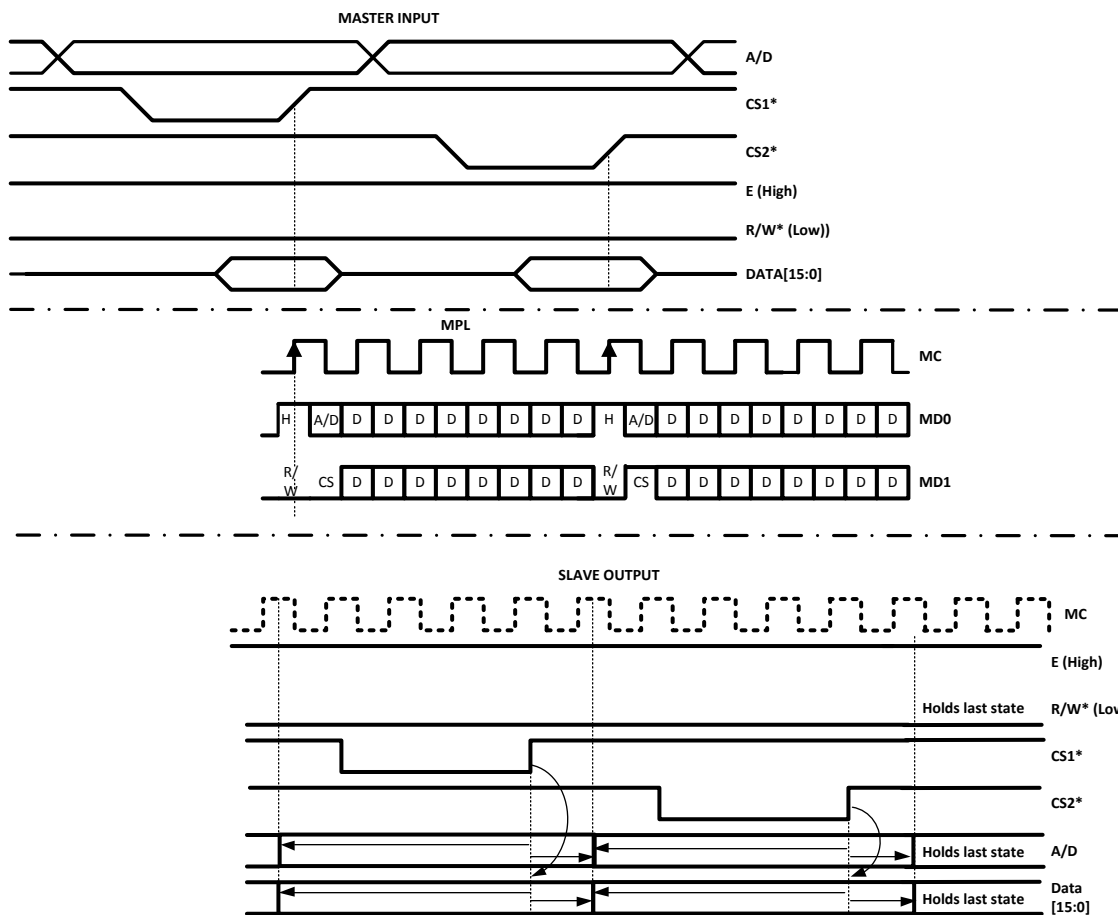 MASTER INPUT
A/D
CS1*
CS2*
E (High)
R/W* (Low))
DATA[15:0]
MPL
MC
H A/D D D D D D D D D H A/D D D D D D D D D MD0
R/
W CS D D D D D D D D R/
W CS D D D D D D D D MD1
SLAVE OUTPUT
MC
E (High)
Holds last state R/W* (Low
CS1*
CS2*
Holds last state A/D
Holds last state Data
[15:0]